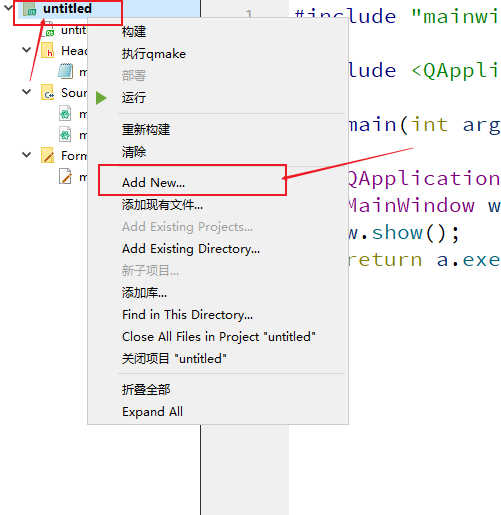 untitled
untit
Head
m
Sour
m
m
Form
m
构建
执行qmake
部署
运行
重新构建
清除
Add New...
添加现有文件...
Add Existing Projects...
Add Existing Directory...
新子项目...
添加库...
Find in This Directory...
Close All Files in Project "untitled"
关闭项目 "untitled"
折叠全部
Expand All
1
#include "mainwi
lude <QAppli
main(int arg
QApplication
MainWindow w
w.show();
return a.exe